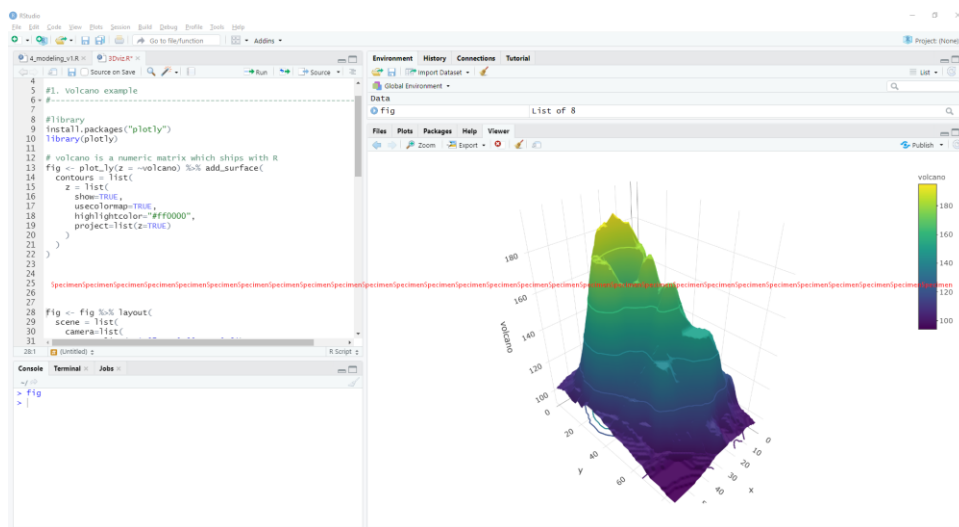 RStudio
File Edit Code View Plots Session Build Debug Profile Tools Help
Go to file/function Addins Project: (None)
4_modeling_v1.R 3Dviz.R*
Source on Save Run Source
4
5 #1. Volcano example
6 #-
7
8 #library
9 install.packages("plotly")
10 library(plotly)
11
12 # volcano is a numeric matrix which ships with R
13 fig <- plot_ly(z = ~volcano) %>% add_surface(
14 contours = list(
15 z = list(
16 show=TRUE,
17 usecolormap=TRUE,
18 highlightcolor="#ff0000",
19 project=list(z=TRUE)
20 )
21 )
22 )
23
24
25
26
27
28 fig <- fig %>% layout(
29 scene = list(
30 camera=list(
31
28:1 (Untitled) R Script
Console Terminal Jobs
~/
> fig
>
Environment History Connections Tutorial
Import Dataset List
Global Environment
Data
fig List of 8
Files Plots Packages Help Viewer
Zoom Export Publish
volcano
180
160
140
120
100
180
160
140
120
100
volcano
0
20
40
60
y
0
10
20
30
40
x
SpecimenSpecimenSpecimenSpecimenSpecimenSpecimenSpecimenSpecimenSpecimenSpecimenSpecimenSpecimenSpecimenSpecimenSpecimenSpecimenSpecimenSpecimenSpecimenSpecimenSpecimenSpecimenSpecimenSpecimenSpecimenSpecimenSpecimenSpecimenSpecimen